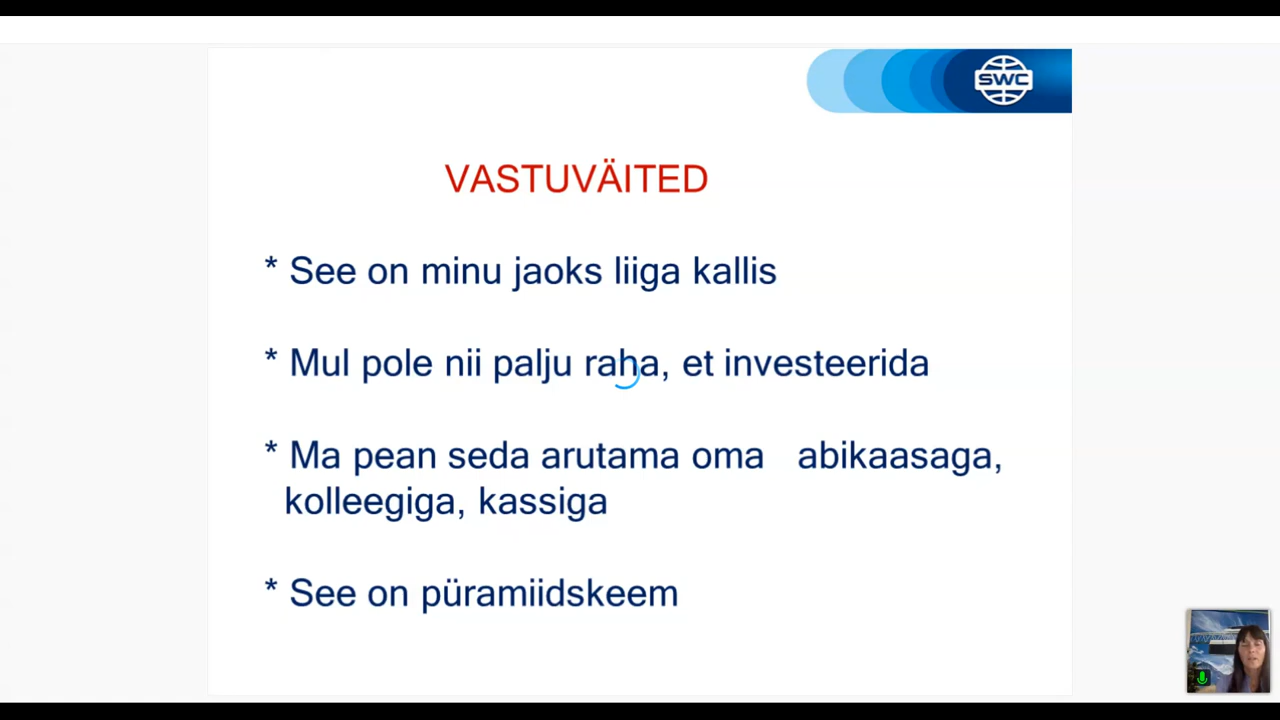 SWC
VASTUVÄITED
* See on minu jaoks liiga kallis
* Mul pole nii palju raha, et investeerida
* Ma pean seda arutama oma abikaasaga,
kolleegiga, kassiga
* See on püramiidskeem